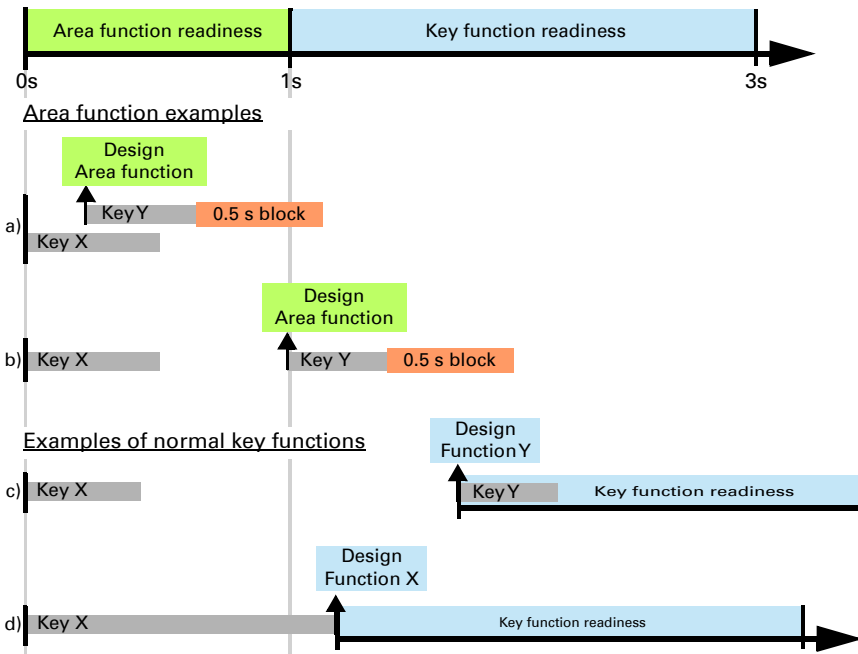 Area function readiness
Key function readiness
0s
1s
3s
Area function examples
Design
Area function
a)
Key Y
0.5 s block
Key X
Design
Area function
b)
Key X
Key Y
0.5 s block
Examples of normal key functions
Design
Function Y
c)
Key X
Key Y
Key function readiness
Design
Function X
d)
Key X
Key function readiness